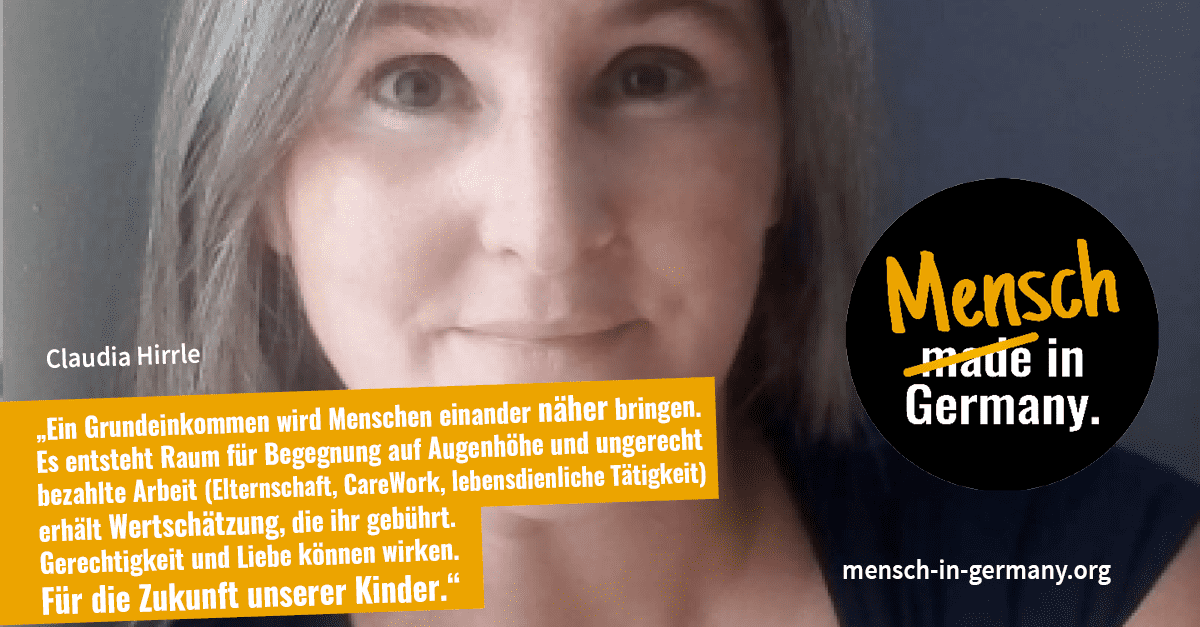 Claudia Hirrle
„Ein Grundeinkommen wird Menschen einander näher bringen.
Es entsteht Raum für Begegnung auf Augenhöhe und ungerecht
bezahlte Arbeit (Elternschaft, CareWork, lebensdienliche Tätigkeit)
erhält Wertschätzung, die ihr gebührt.
Gerechtigkeit und Liebe können wirken.
Für die Zukunft unserer Kinder.“
Mensch
made in
Germany.
mensch-in-germany.org